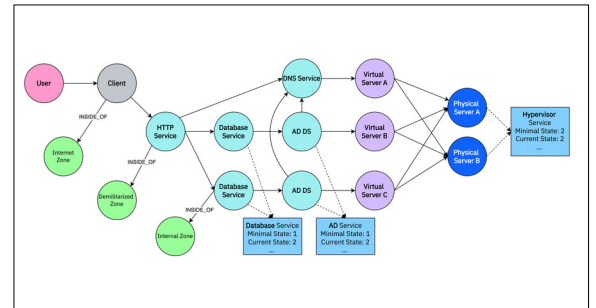 User
Client
INSIDE_OF
Internet
Zone
HTTP
Service
INSIDE_OF
Demilitarized
Zone
DNS Service
Database
Service
AD DS
Database
Service
AD DS
INSIDE_OF
Internal Zone
Virtual
Server A
Virtual
Server B
Virtual
Server C
Physical
Server A
Physical
Server B
Hypervisor
Service
Minimal State: 2
Current State: 2
...
Database Service
Minimal State: 1
Current State: 2
...
AD Service
Minimal State: 1
Current State: 2
...